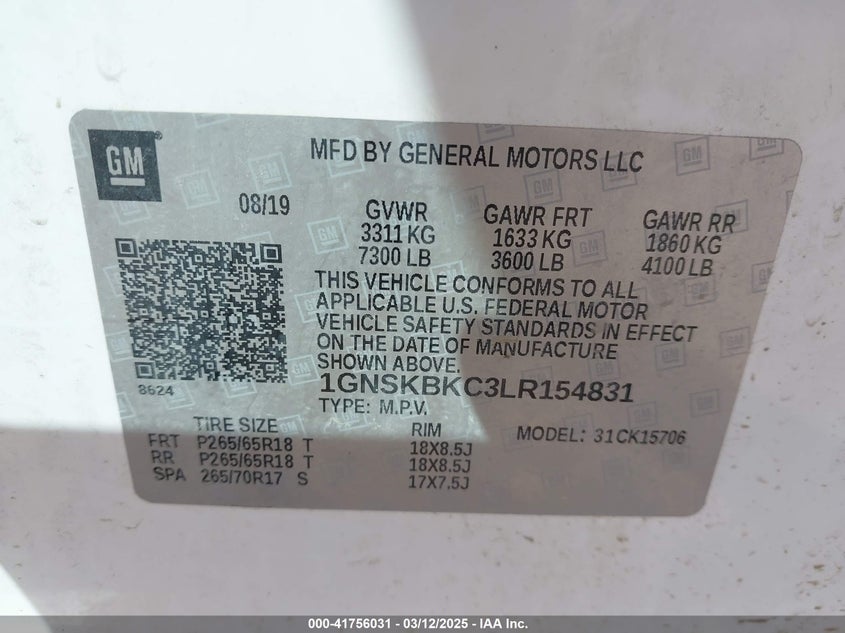 GM
MFD BY GENERAL MOTORS LLC
08/19
GVWR
3311 KG
7300 LB
GAWR FRT
1633 KG
3600 LB
GAWR RR
1860 KG
4100 LB
THIS VEHICLE CONFORMS TO ALL
APPLICABLE U.S. FEDERAL MOTOR
VEHICLE SAFETY STANDARDS IN EFFECT
ON THE DATE OF MANUFACTURE
SHOWN ABOVE.
1GNSKBKC3LR154831
8624
TYPE: M.P.V.
TIRE SIZE RIM MODEL: 31CK15706
FRT P265/65R18 T 18X8.5J
RR P265/65R18 T 18X8.5J
SPA 265/70R17 S 17X7.5J
000-41756031 - 03/12/2025 - IAA Inc.